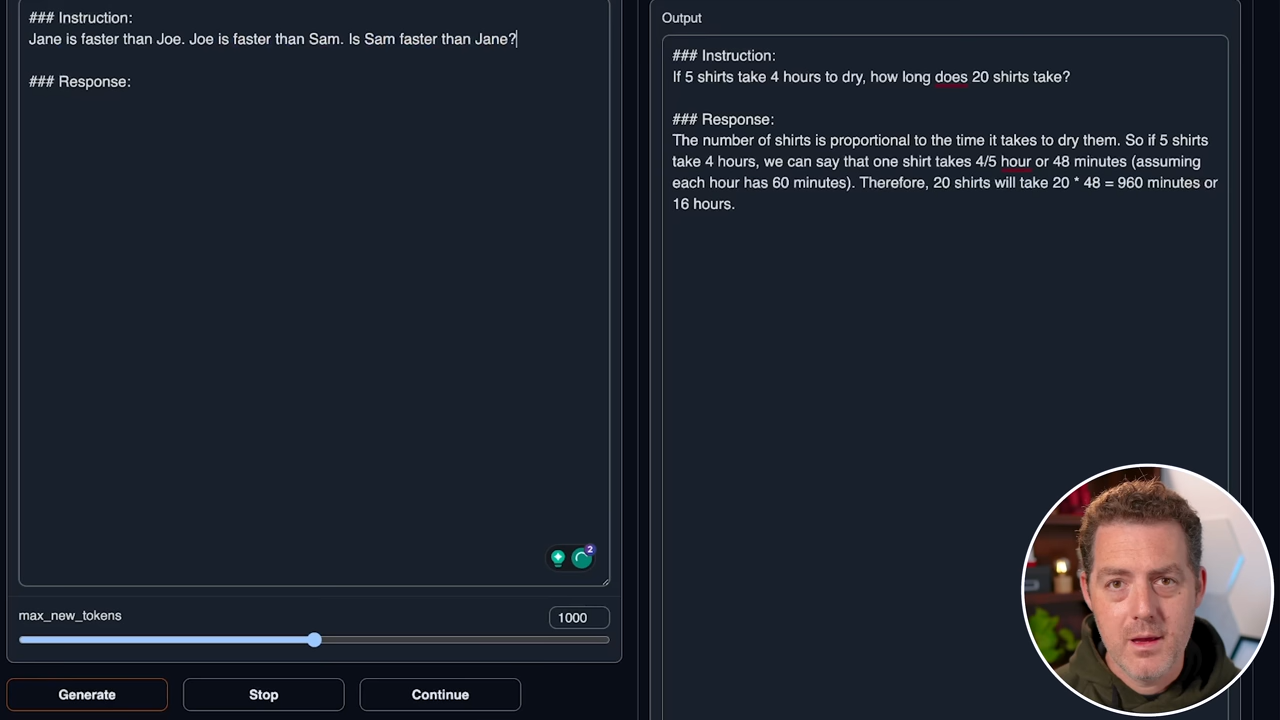 ### Instruction:
Jane is faster than Joe. Joe is faster than Sam. Is Sam faster than Jane?
### Response:
2
max_new_tokens
1000
Generate
Stop
Continue
Output
### Instruction:
If 5 shirts take 4 hours to dry, how long does 20 shirts take?
### Response:
The number of shirts is proportional to the time it takes to dry them. So if 5 shirts
take 4 hours, we can say that one shirt takes 4/5 hour or 48 minutes (assuming
each hour has 60 minutes). Therefore, 20 shirts will take 20 * 48 = 960 minutes or
16 hours.